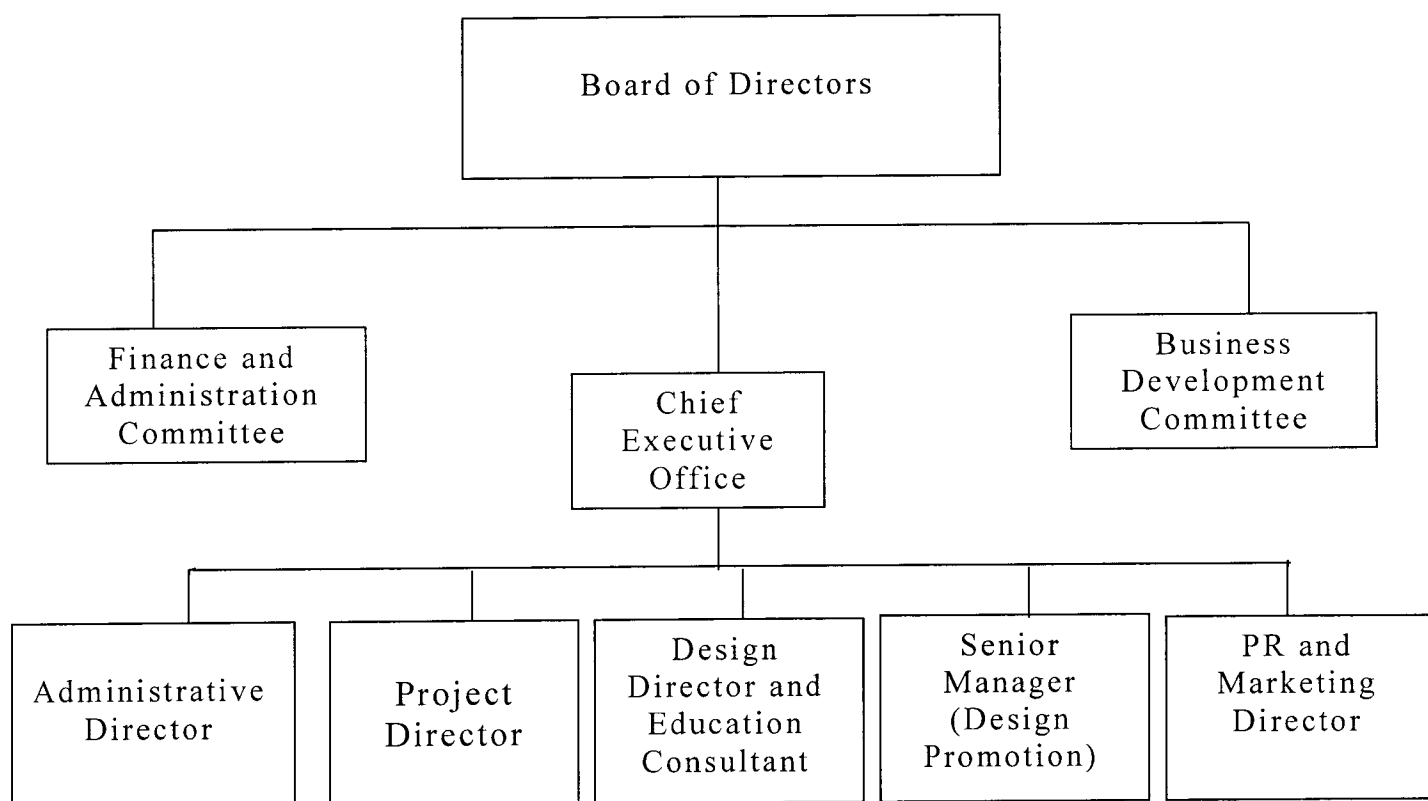 Board of Directors
Finance and
Administration
Committee
Chief
Executive
Office
Business
Development
Committee
Administrative
Director
Project
Director
Design
Director and
Education
Consultant
Senior
Manager
(Design
Promotion)
PR and
Marketing
Director